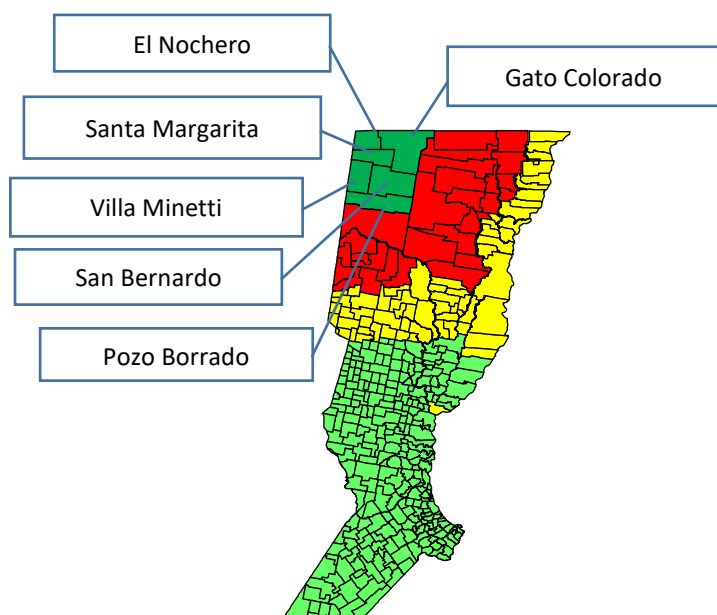 El Nochero
Gato Colorado
Santa Margarita
Villa Minetti
San Bernardo
Pozo Borrado